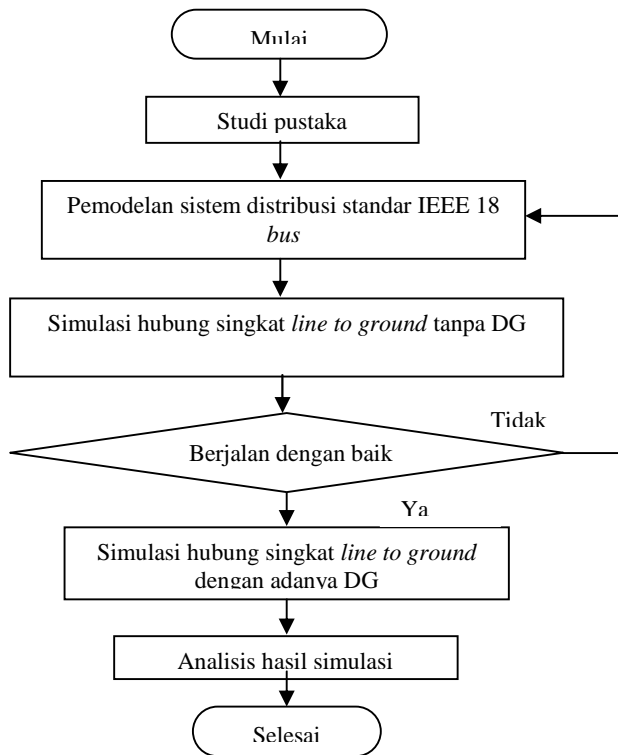 Mulai
Studi pustaka
Pemodelan sistem distribusi standar IEEE 18
bus
Simulasi hubung singkat line to ground tanpa DG
Tidak
Berjalan dengan baik
Ya
Simulasi hubung singkat line to ground
dengan adanya DG
Analisis hasil simulasi
Selesai